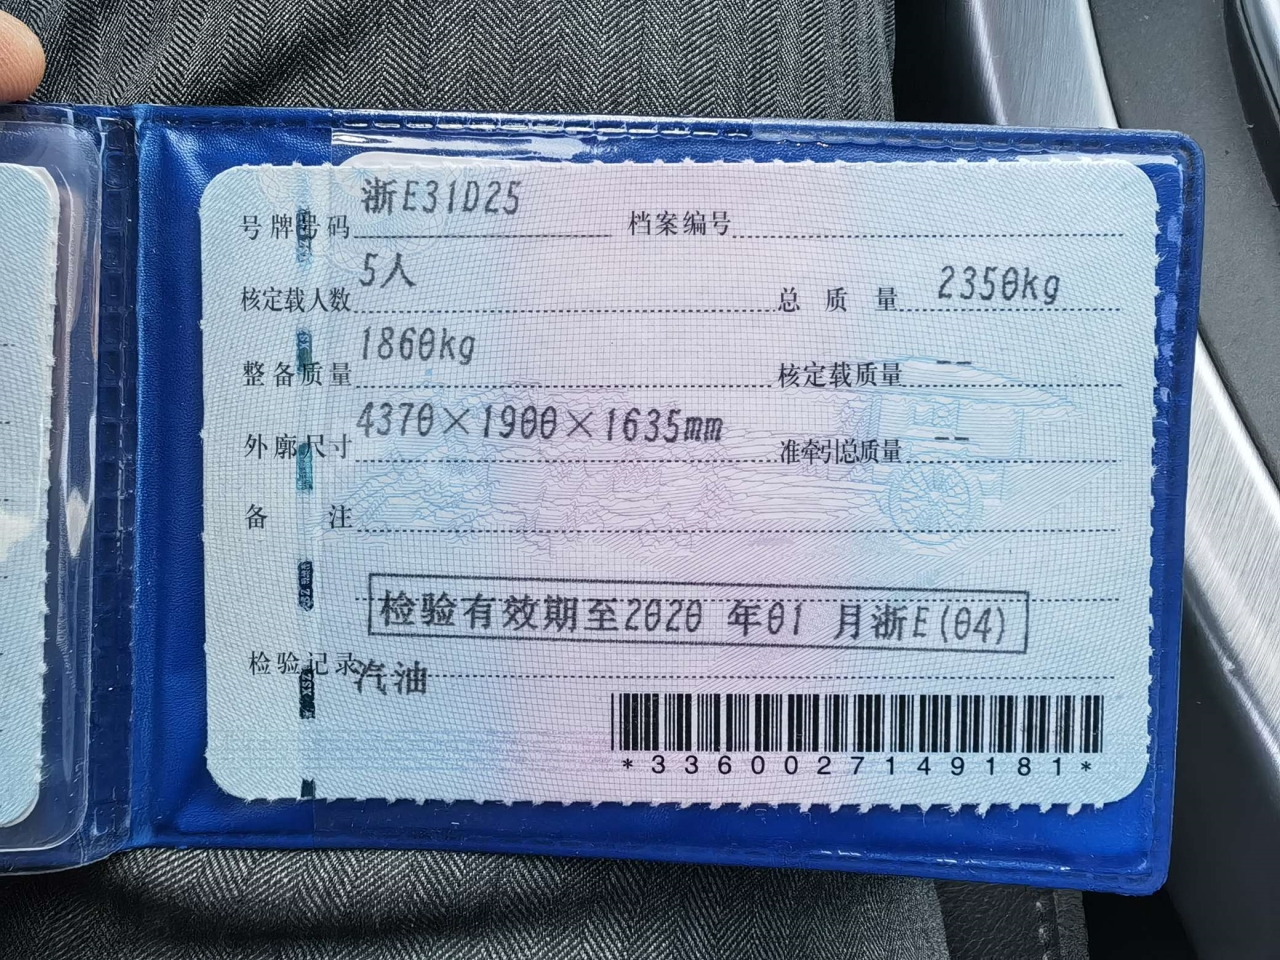 号牌号码 浙E31D25 档案编号
核定载人数 5人 总质量 2350kg
整备质量 1860kg 核定载质量 --
外廓尺寸 4370×1900×1635mm 准牵引总质量 --
备注
检验有效期至2020 年01 月浙E(04)
检验记录 汽油
*3360027149181*